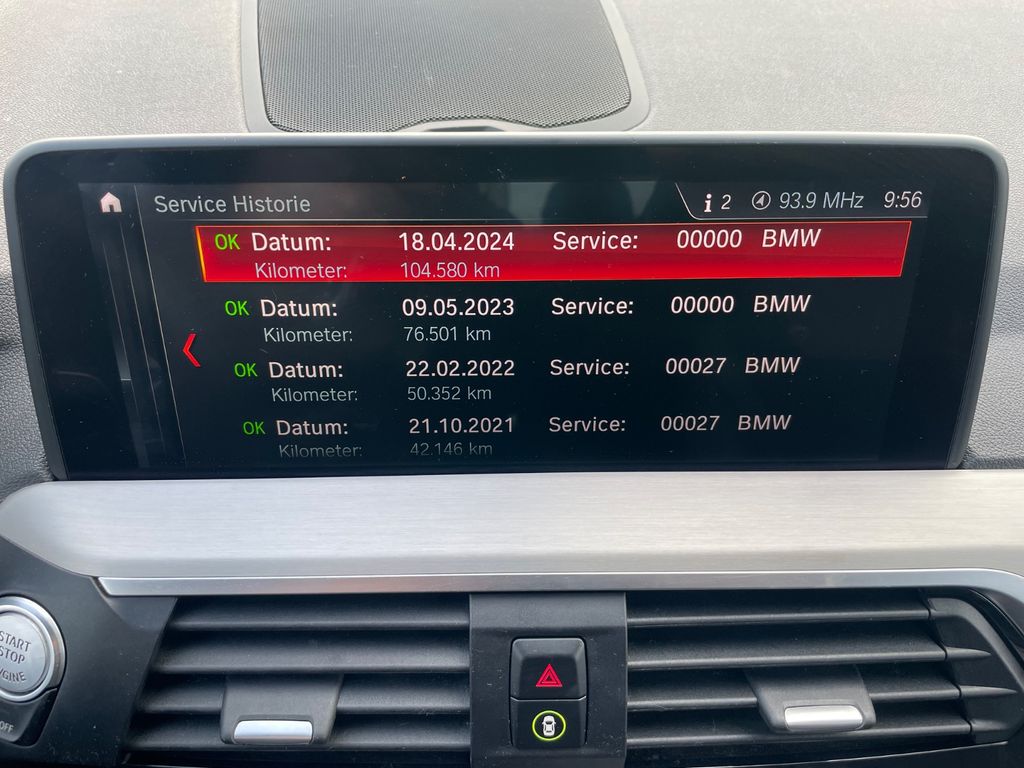 Service Historie
i 2 93.9 MHz 9:56
OK Datum: 18.04.2024 Service: 00000 BMW
Kilometer: 104.580 km
OK Datum: 09.05.2023 Service: 00000 BMW
Kilometer: 76.501 km
OK Datum: 22.02.2022 Service: 00027 BMW
Kilometer: 50.352 km
OK Datum: 21.10.2021 Service: 00027 BMW
Kilometer: 42.146 km
START
STOP
OFF